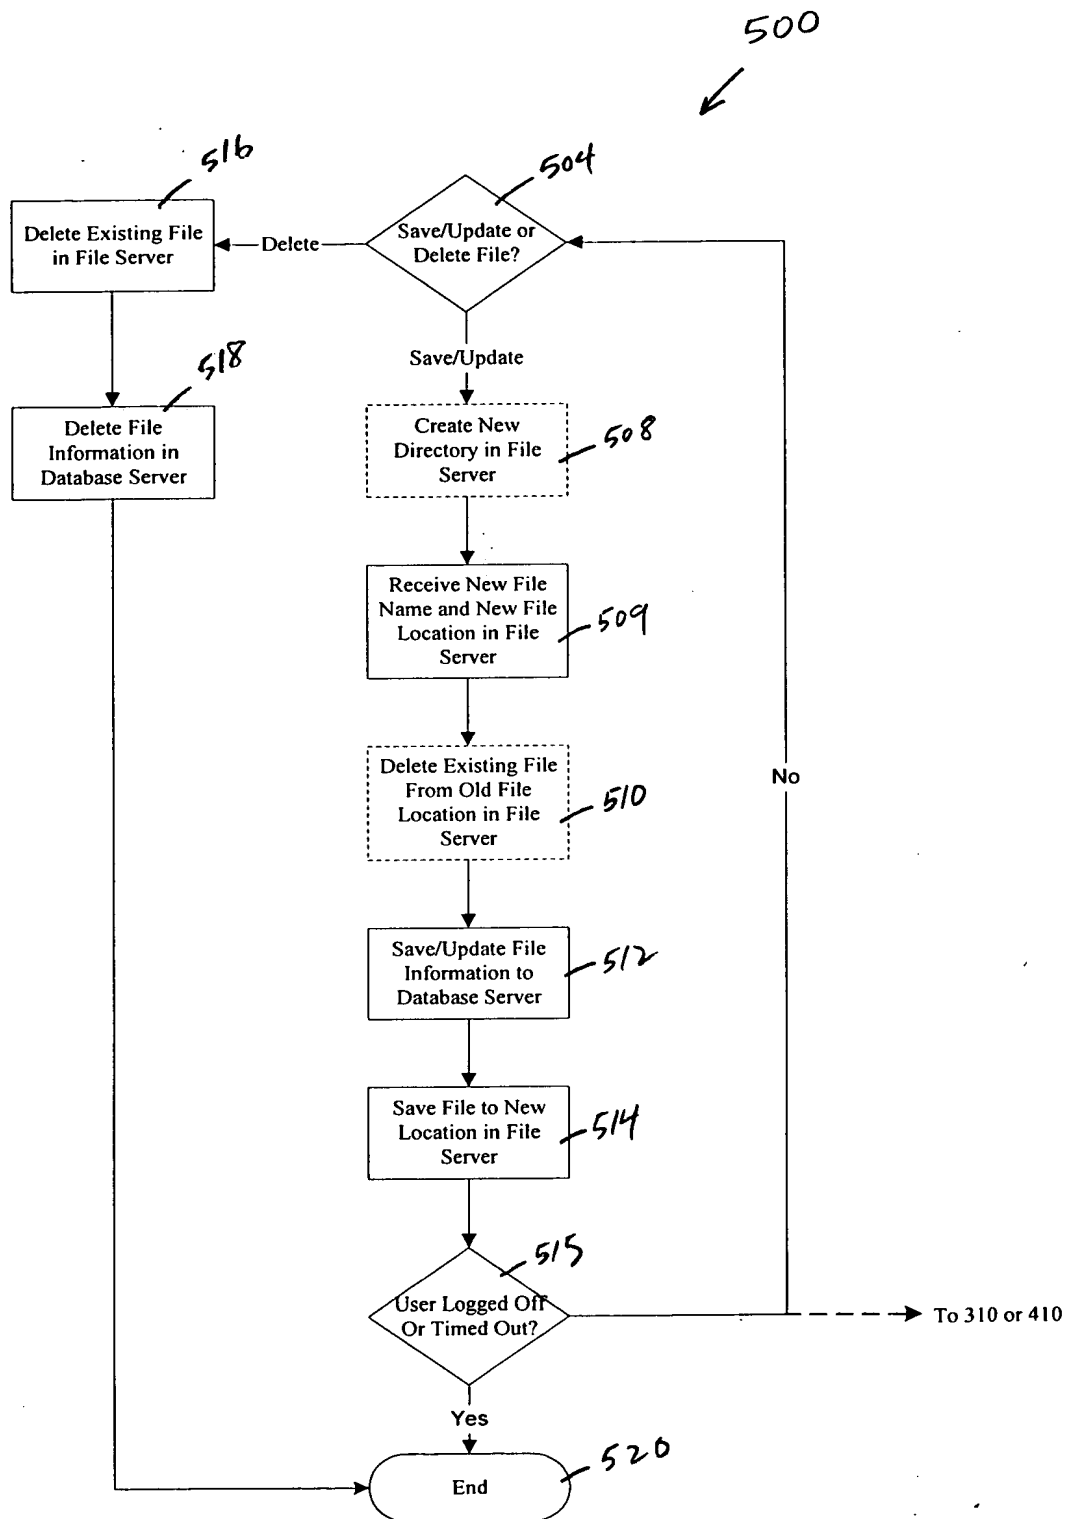 500
516
504
Delete Existing File
in File Server
Delete
Save/Update or
Delete File?
Save/Update
518
Delete File
Information in
Database Server
Create New
Directory in File
Server
508
Receive New File
Name and New File
Location in File
Server
509
Delete Existing File
From Old File
Location in File
Server
510
No
Save/Update File
Information to
Database Server
512
Save File to New
Location in File
Server
514
515
User Logged Off
Or Timed Out?
To 310 or 410
Yes
End
520